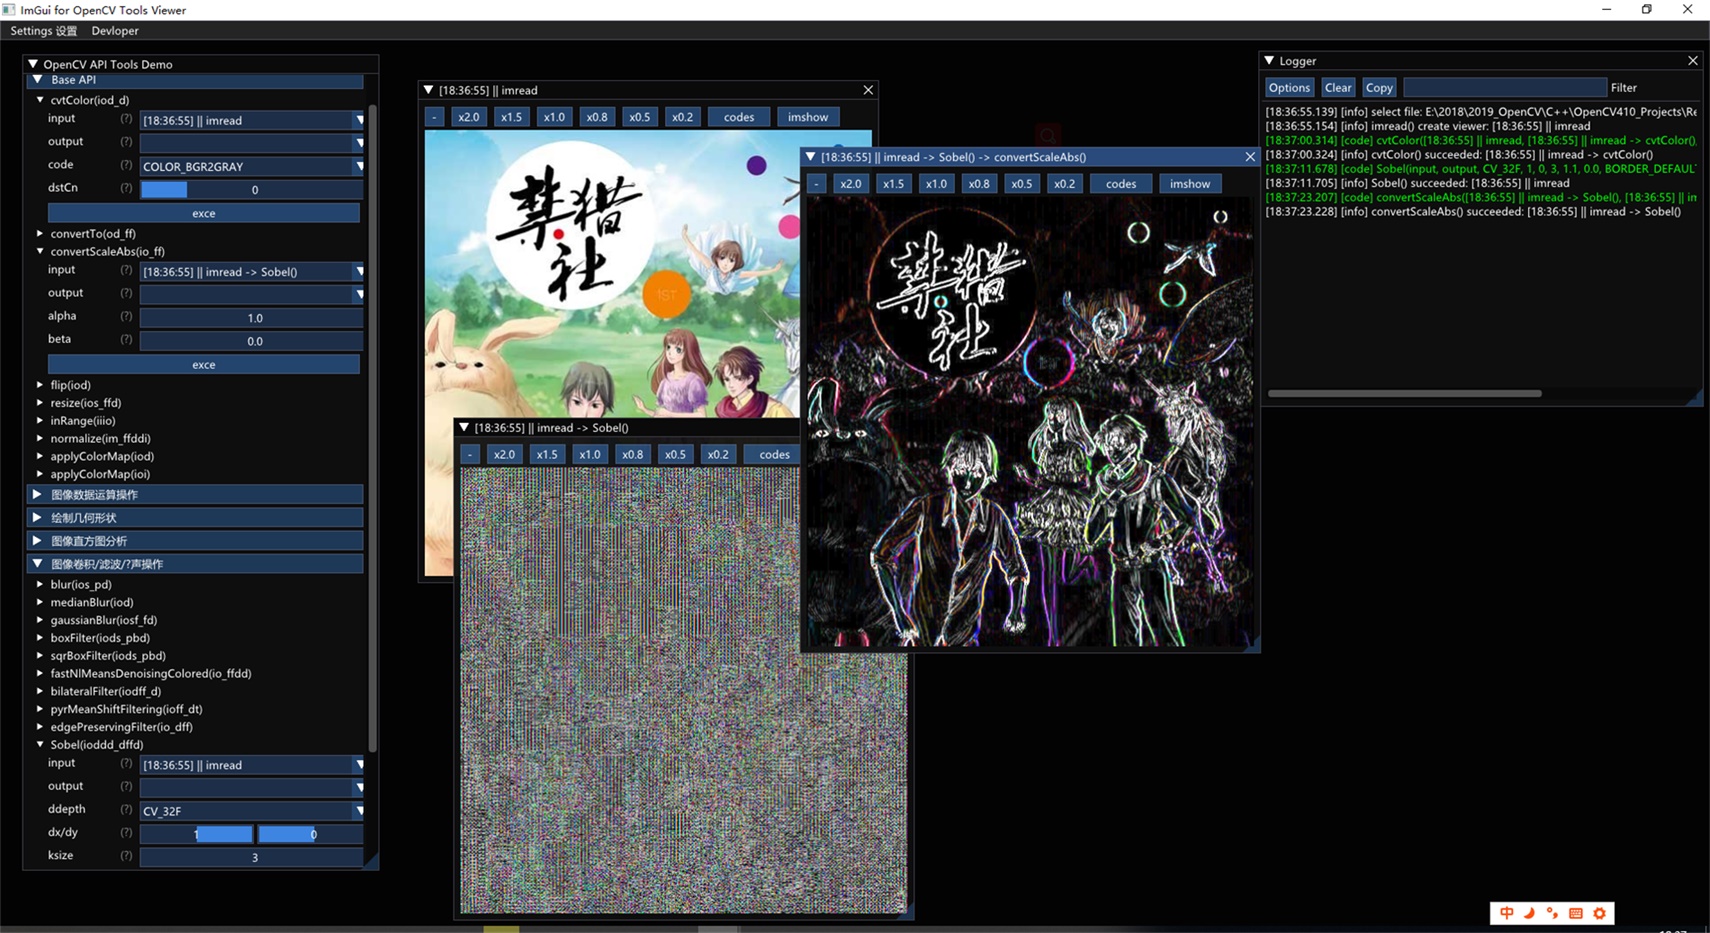 ImGui for OpenCV Tools Viewer
Settings 设置 Devloper
OpenCV API Tools Demo
Base API
cvtColor(iod_d)
input (?) [18:36:55] || imread
output (?)
code (?) COLOR_BGR2GRAY
dstCn (?) 0
exce
convertTo(od_ff)
convertScaleAbs(io_ff)
input (?) [18:36:55] || imread -> Sobel()
output (?)
alpha (?) 1.0
beta (?) 0.0
exce
flip(iod)
resize(ios_ffd)
inRange(iiio)
normalize(im_ffddi)
applyColorMap(iod)
applyColorMap(ioi)
图像数据运算操作
绘制几何形状
图像直方图分析
图像卷积/滤波/?声操作
blur(ios_pd)
medianBlur(iod)
gaussianBlur(iosf_fd)
boxFilter(iods_pbd)
sqrBoxFilter(iods_pbd)
fastNlMeansDenoisingColored(io_ffdd)
bilateralFilter(iodff_d)
pyrMeanShiftFiltering(ioff_dt)
edgePreservingFilter(io_dff)
Sobel(ioddd_dffd)
input (?) [18:36:55] || imread
output (?)
ddepth (?) CV_32F
dx/dy (?) 1 0
ksize (?) 3
[18:36:55] || imread
- x2.0 x1.5 x1.0 x0.8 x0.5 x0.2 codes imshow
社
1ST
[18:36:55] || imread -> Sobel()
- x2.0 x1.5 x1.0 x0.8 x0.5 x0.2 codes
[18:36:55] || imread -> Sobel() -> convertScaleAbs()
- x2.0 x1.5 x1.0 x0.8 x0.5 x0.2 codes imshow
社
Logger
Options Clear Copy Filter
[18:36:55.139] [info] select file: E:\2018\2019_OpenCV\C++\OpenCV410_Projects\Re
[18:36:55.154] [info] imread() create viewer: [18:36:55] || imread
[18:37:00.314] [code] cvtColor([18:36:55] || imread, [18:36:55] || imread -> cvtColor(),
[18:37:00.324] [info] cvtColor() succeeded: [18:36:55] || imread -> cvtColor()
[18:37:11.678] [code] Sobel(input, output, CV_32F, 1, 0, 3, 1.1, 0.0, BORDER_DEFAUL
[18:37:11.705] [info] Sobel() succeeded: [18:36:55] || imread
[18:37:23.207] [code] convertScaleAbs([18:36:55] || imread -> Sobel(), [18:36:55] || im
[18:37:23.228] [info] convertScaleAbs() succeeded: [18:36:55] || imread -> Sobel()
中